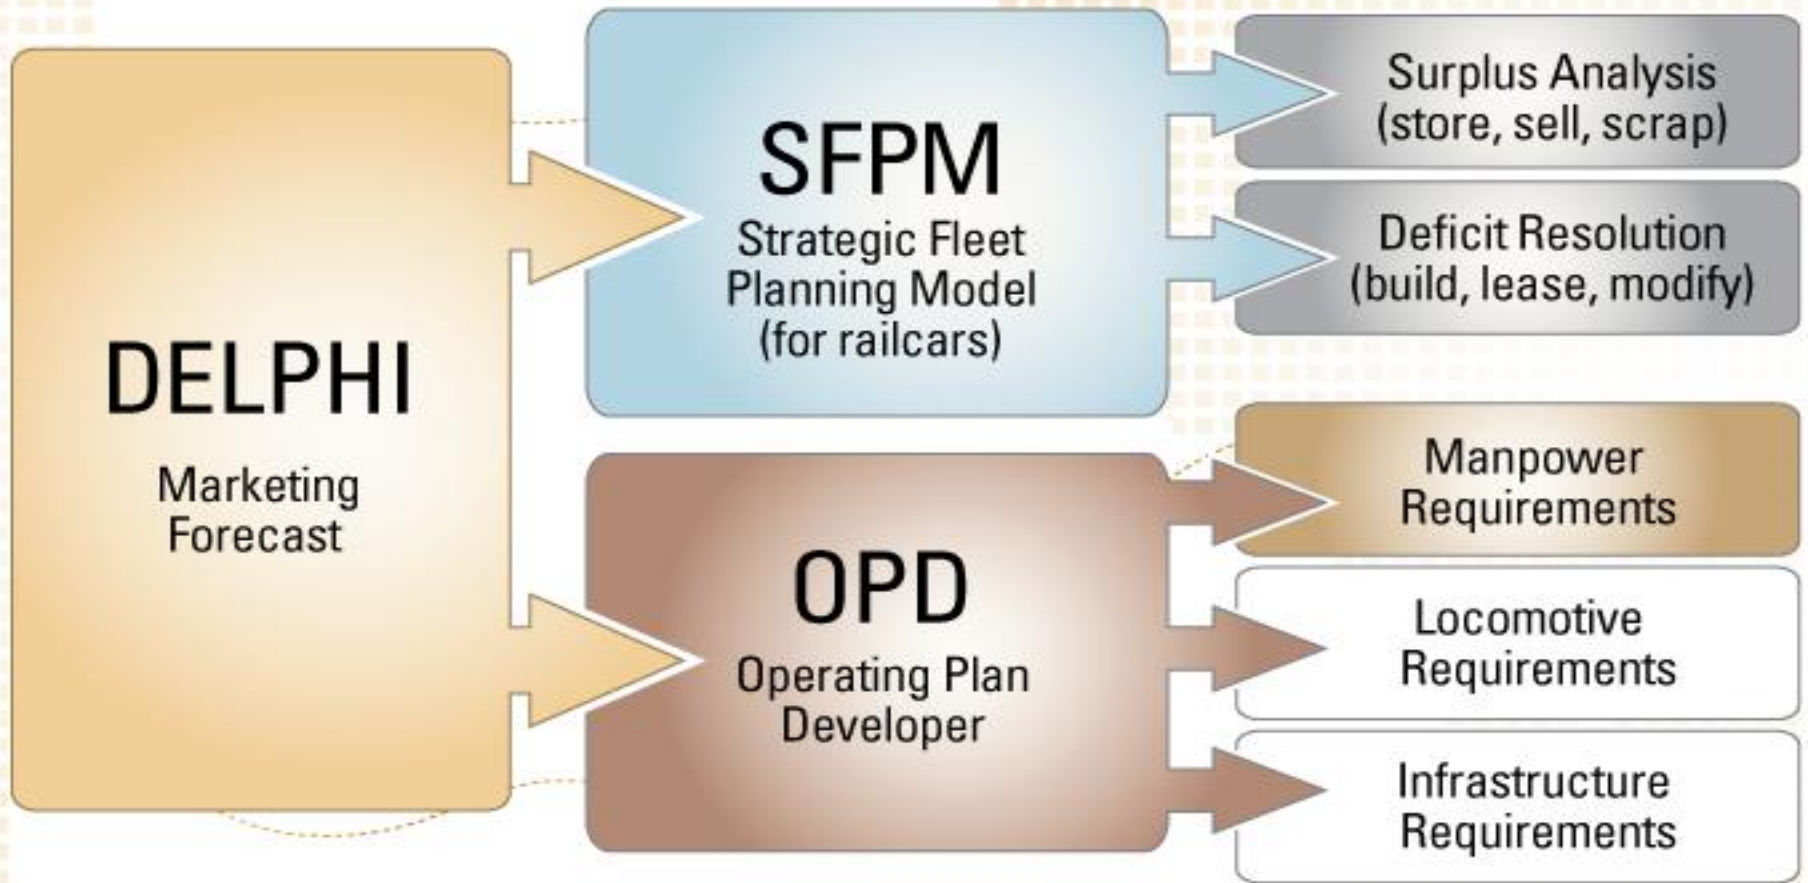 DELPHI
Marketing
Forecast
SFPM
Strategic Fleet
Planning Model
(for railcars)
OPD
Operating Plan
Developer
Surplus Analysis
(store, sell, scrap)
Deficit Resolution
(build, lease, modify)
Manpower
Requirements
Locomotive
Requirements
Infrastructure
Requirements